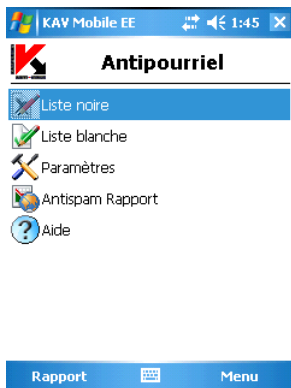 KAV Mobile EE 1:45
Antipourriel
Liste noire
Liste blanche
Paramètres
Antispam Rapport
Aide
Rapport Menu